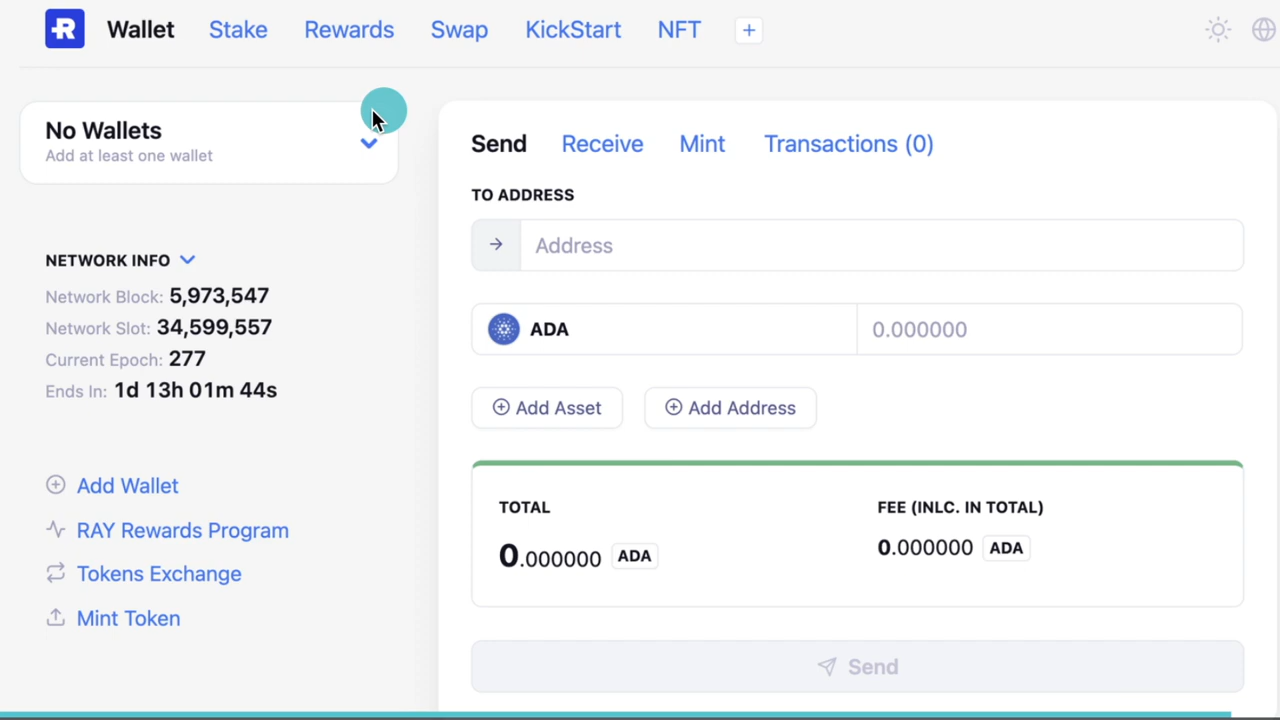 R Wallet Stake Rewards Swap KickStart NFT +
No Wallets
Add at least one wallet
NETWORK INFO
Network Block: 5,973,547
Network Slot: 34,599,557
Current Epoch: 277
Ends In: 1d 13h 01m 44s
Add Wallet
RAY Rewards Program
Tokens Exchange
Mint Token
Send Receive Mint Transactions (0)
TO ADDRESS
Address
ADA 0.000000
Add Asset Add Address
TOTAL FEE (INLC. IN TOTAL)
0.000000 ADA 0.000000 ADA
Send